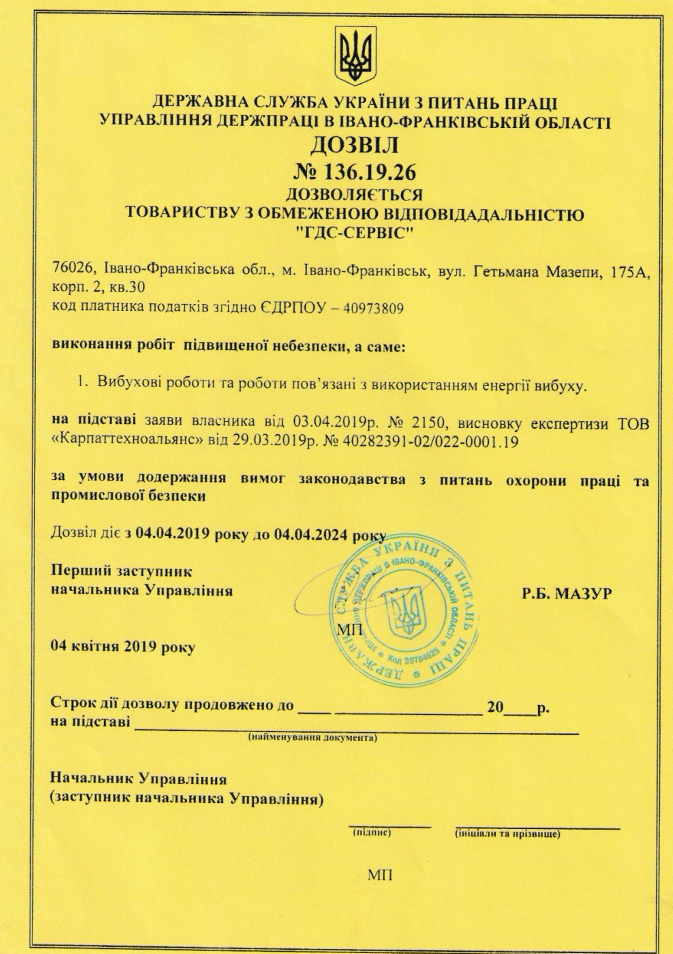 ДЕРЖАВНА СЛУЖБА УКРАЇНИ З ПИТАНЬ ПРАЦІ
УПРАВЛІННЯ ДЕРЖПРАЦІ В ІВАНО-ФРАНКІВСЬКІЙ ОБЛАСТІ
ДОЗВІЛ
№ 136.19.26
ДОЗВОЛЯЄТЬСЯ
ТОВАРИСТВУ З ОБМЕЖЕНОЮ ВІДПОВІДАДАЛЬНІСТЮ
"ГДС-СЕРВІС"
76026, Івано-Франківська обл., м. Івано-Франківськ, вул. Гетьмана Мазепи, 175А,
корп. 2, кв.30
код платника податків згідно ЄДРПОУ – 40973809
виконання робіт підвищеної небезпеки, а саме:
1. Вибухові роботи та роботи пов’язані з використанням енергії вибуху.
на підставі заяви власника від 03.04.2019р. № 2150, висновку експертизи ТОВ
«Карпаттехноальянс» від 29.03.2019р. № 40282391-02/022-0001.19
за умови додержання вимог законодавства з питань охорони праці та
промислової безпеки
Дозвіл діє з 04.04.2019 року до 04.04.2024 року
Перший заступник
начальника Управління
Р.Б. МАЗУР
МП
ДЕРЖАВНА СЛУЖБА УКРАЇНИ З ПИТАНЬ ПРАЦІ
УПРАВЛІННЯ ДЕРЖПРАЦІ В ІВАНО-ФРАНКІВСЬКІЙ ОБЛАСТІ
Код 39784625
04 квітня 2019 року
Строк дії дозволу продовжено до ____ ____________________ 20____р.
на підставі ____________________
(найменування документа)
Начальник Управління
(заступник начальника Управління)
(підпис) (ініціали та прізвище)
МП